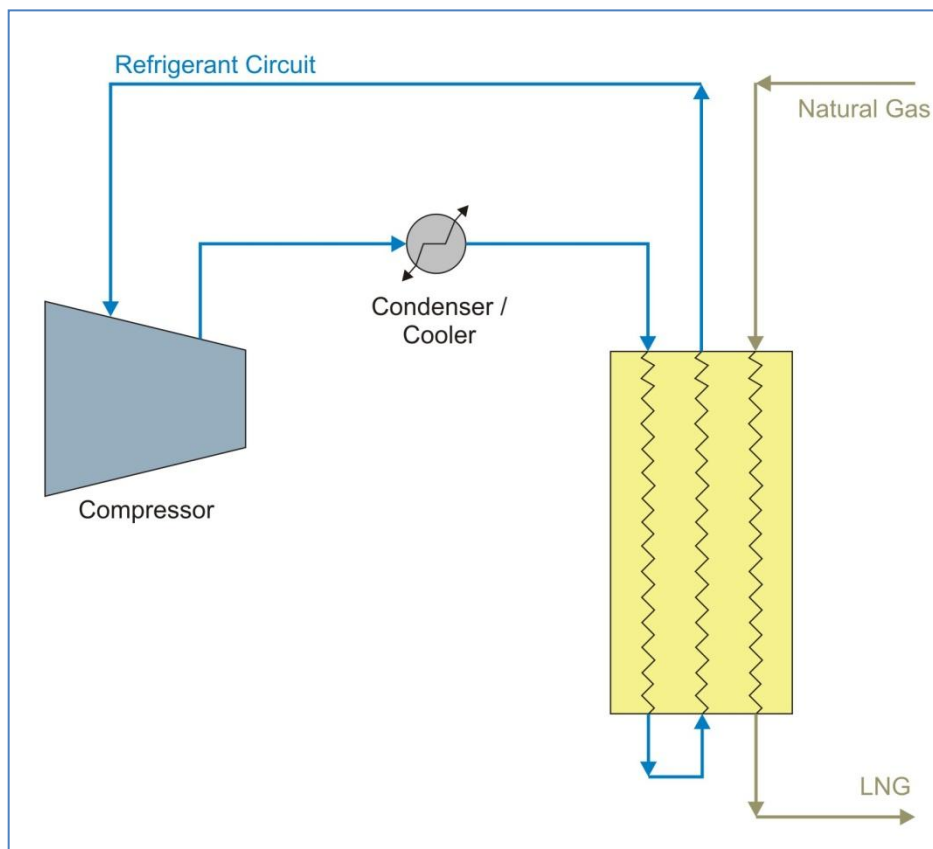 Refrigerant Circuit
Natural Gas
Condenser /
Cooler
Compressor
LNG